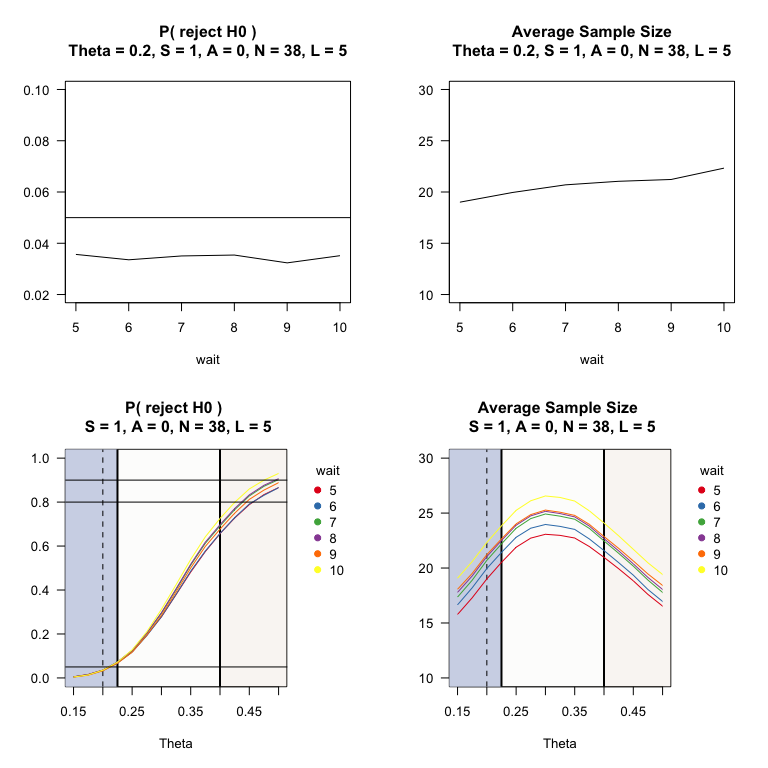 P( reject H0 )
Theta = 0.2, S = 1, A = 0, N = 38, L = 5
0.10
0.08
0.06
0.04
0.02
5 6 7 8 9 10
wait
Average Sample Size
Theta = 0.2, S = 1, A = 0, N = 38, L = 5
30
25
20
15
10
5 6 7 8 9 10
wait
P( reject H0 )
S = 1, A = 0, N = 38, L = 5
1.0
0.8
0.6
0.4
0.2
0.0
0.15 0.25 0.35 0.45
Theta
wait
5
6
7
8
9
10
Average Sample Size
S = 1, A = 0, N = 38, L = 5
30
25
20
15
10
0.15 0.25 0.35 0.45
Theta
wait
5
6
7
8
9
10